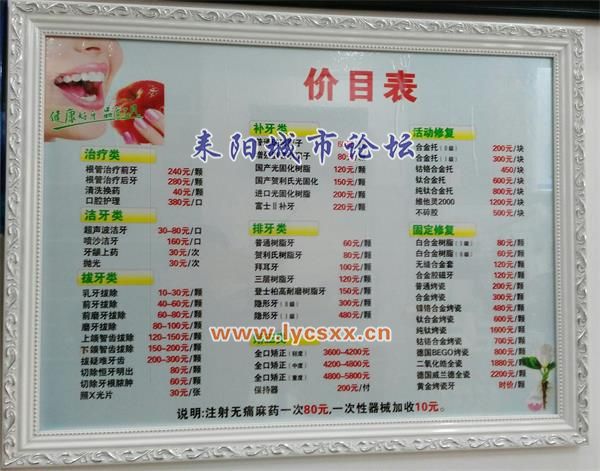 价目表
健康好牙
耒阳城市论坛
www.lycsxx.cn
治疗类
根管治疗前牙 240元/颗
根管治疗后牙 280元/颗
清洗换药 40元/颗
口腔护理 380元/口
洁牙类
超声波洁牙 30-80元/口
喷沙洁牙 160元/口
牙龈上药 30元/次
抛光 30元/次
拔牙类
乳牙拔除 10-30元/颗
前牙拔除 40-60元/颗
前磨牙拔除 60-80元/颗
磨牙拔除 80-100元/颗
上颌智齿拔除 120-150元/颗
下颌智齿拔除 150-200元/颗
拔疑难牙齿 200-300元/颗
切除恒牙明出 80元/颗
切除牙根脓肿 60元/颗
照X光片 30元/张
补牙类
国产光固化树脂 120元/颗
国产贺利氏光固化 150元/颗
进口光固化树脂 200元/颗
富士Ⅱ补牙 220元/颗
排牙类
普通树脂牙 60元/颗
贺利氏树脂牙 80元/颗
拜耳牙 100元/颗
三层树脂牙 120元/颗
登士柏高耐磨树脂牙 150元/颗
隐形牙 300元/颗
隐形牙 480元/颗
全口矫正(轻度) 3600-4200元
全口矫正(中度) 4200-4800元
全口矫正(重度) 4800-5800元
保持器 200元/付
活动修复
合金托 200元/块
合金托 300元/块
钴铬合金托 450/块
钛合金托 600元/块
纯钛合金托 800元/块
维他灵2000 1200元/块
不碎胶 500元/块
固定修复
白合金树脂 80元/颗
白合金树脂 60元/颗
无缝合金套 120元/颗
合金胶磁牙 120元/颗
普通烤瓷 200元/颗
合金烤瓷 300元/颗
镍铬合金烤瓷 480元/颗
钛合金烤瓷 600元/颗
纯钛烤瓷 1600元/颗
钴铬合金烤瓷 700元/颗
德国BEGO烤瓷 800元/颗
二氧化锆全瓷 1880元/颗
德国威兰德全瓷 2200元/颗
黄金烤瓷牙 时价/颗
说明:注射无痛麻药一次80元,一次性器械加收10元。